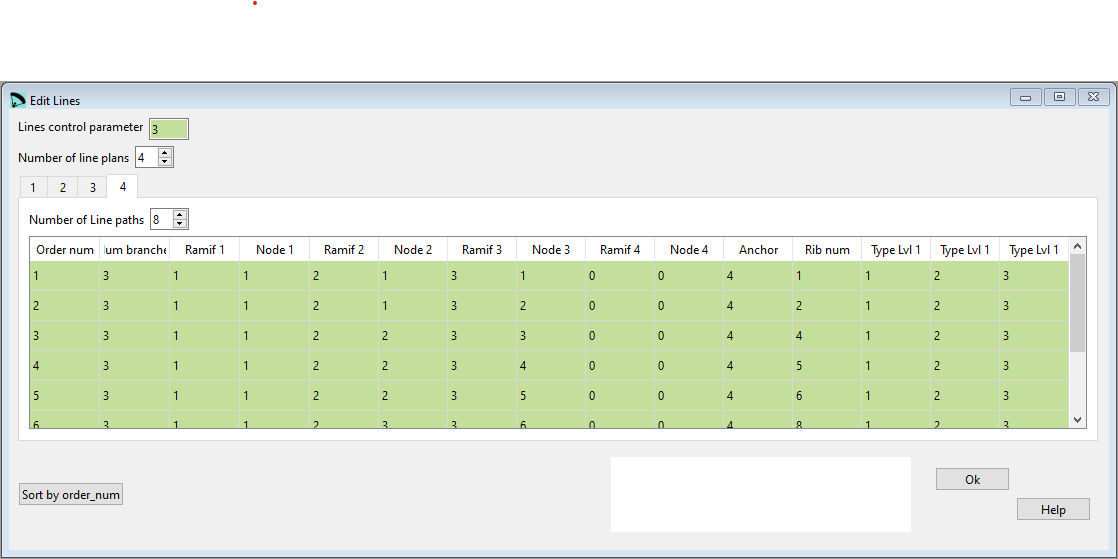 Edit Lines
Lines control parameter 3
Number of line plans 4
1 2 3 4
Number of Line paths 8
Order num um branche Ramif 1 Node 1 Ramif 2 Node 2 Ramif 3 Node 3 Ramif 4 Node 4 Anchor Rib num Type Lvl 1 Type Lvl 1 Type Lvl 1
1 3 1 1 2 1 3 1 0 0 4 1 1 2 3
2 3 1 1 2 1 3 2 0 0 4 2 1 2 3
3 3 1 1 2 2 3 3 0 0 4 4 1 2 3
4 3 1 1 2 2 3 4 0 0 4 5 1 2 3
5 3 1 1 2 2 3 5 0 0 4 6 1 2 3
6 3 1 1 2 3 3 6 0 0 4 8 1 2 3
Sort by order_num
Ok
Help